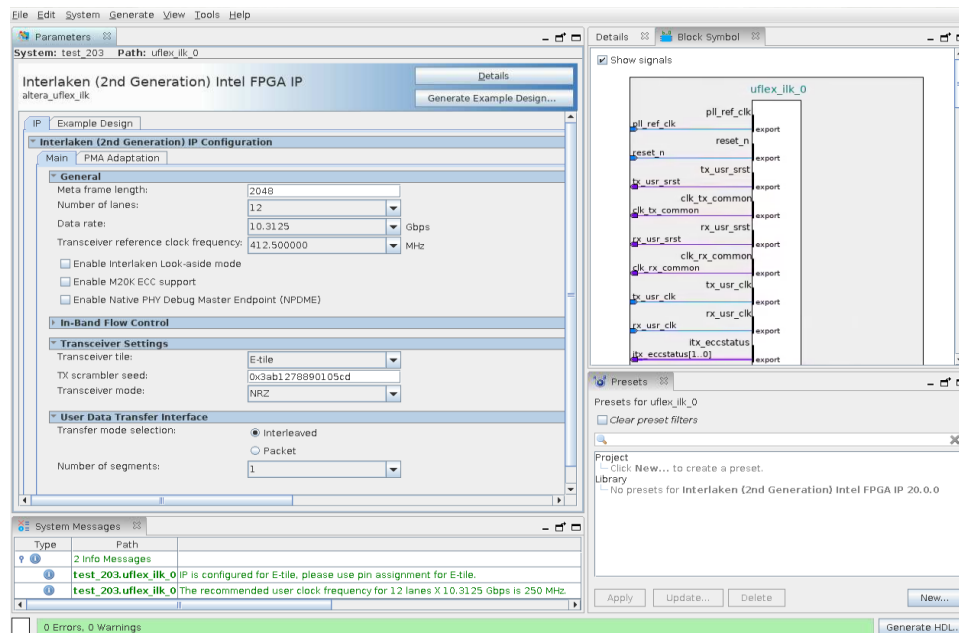 File Edit System Generate View Tools Help
Parameters
System: test_203 Path: uflex_ilk_0
Interlaken (2nd Generation) Intel FPGA IP
altera_uflex_ilk
Details
Generate Example Design...
IP Example Design
Interlaken (2nd Generation) IP Configuration
Main PMA Adaptation
General
Meta frame length: 2048
Number of lanes: 12
Data rate: 10.3125 Gbps
Transceiver reference clock frequency: 412.500000 MHz
Enable Interlaken Look-aside mode
Enable M20K ECC support
Enable Native PHY Debug Master Endpoint (NPDME)
In-Band Flow Control
Transceiver Settings
Transceiver tile: E-tile
TX scrambler seed: 0x3ab1278890105cd
Transceiver mode: NRZ
User Data Transfer Interface
Transfer mode selection: Interleaved
Packet
Number of segments: 1
System Messages
Type Path
2 Info Messages
test_203.uflex_ilk_0 IP is configured for E-tile, please use pin assignment for E-tile.
test_203.uflex_ilk_0 The recommended user clock frequency for 12 lanes X 10.3125 Gbps is 250 MHz.
0 Errors, 0 Warnings
Details Block Symbol
Show signals
uflex_ilk_0
pll_ref_clk
pll_ref_clk
export
reset_n
reset_n
export
tx_usr_srst
tx_usr_srst
export
clk_tx_common
clk_tx_common
export
rx_usr_srst
rx_usr_srst
export
clk_rx_common
clk_rx_common
export
tx_usr_clk
tx_usr_clk
export
rx_usr_clk
rx_usr_clk
export
itx_eccstatus
itx_eccstatus[1..0]
export
Presets
Presets for uflex_ilk_0
Clear preset filters
Project
Click New... to create a preset.
Library
No presets for Interlaken (2nd Generation) Intel FPGA IP 20.0.0
Apply Update... Delete New...
Generate HDL...